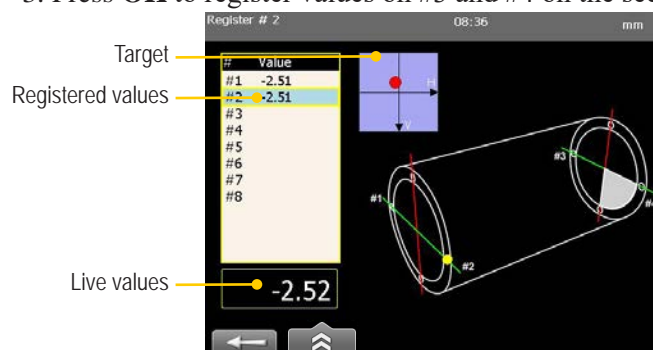 3. Press OK to register values on #3 and #4 on the sec
Register # 2 08:36 mm
Target
# Value
H
#1 -2.51
Registered values
#2 -2.51
#3
#4
#5
#6
#7
#8
V
#3
#4
#1
#2
Live values
-2.52